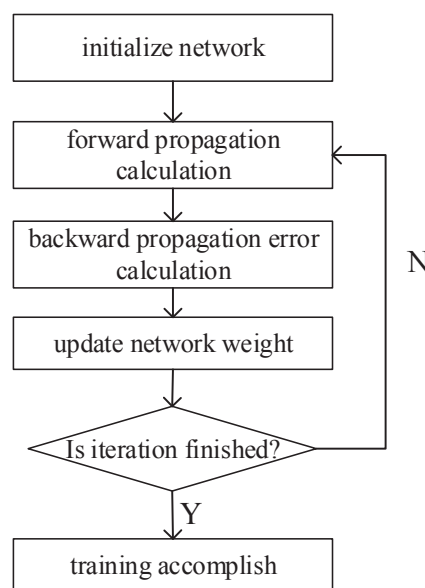 initialize network
forward propagation
calculation
backward propagation error
calculation
N
update network weight
Is iteration finished?
Y
training accomplish